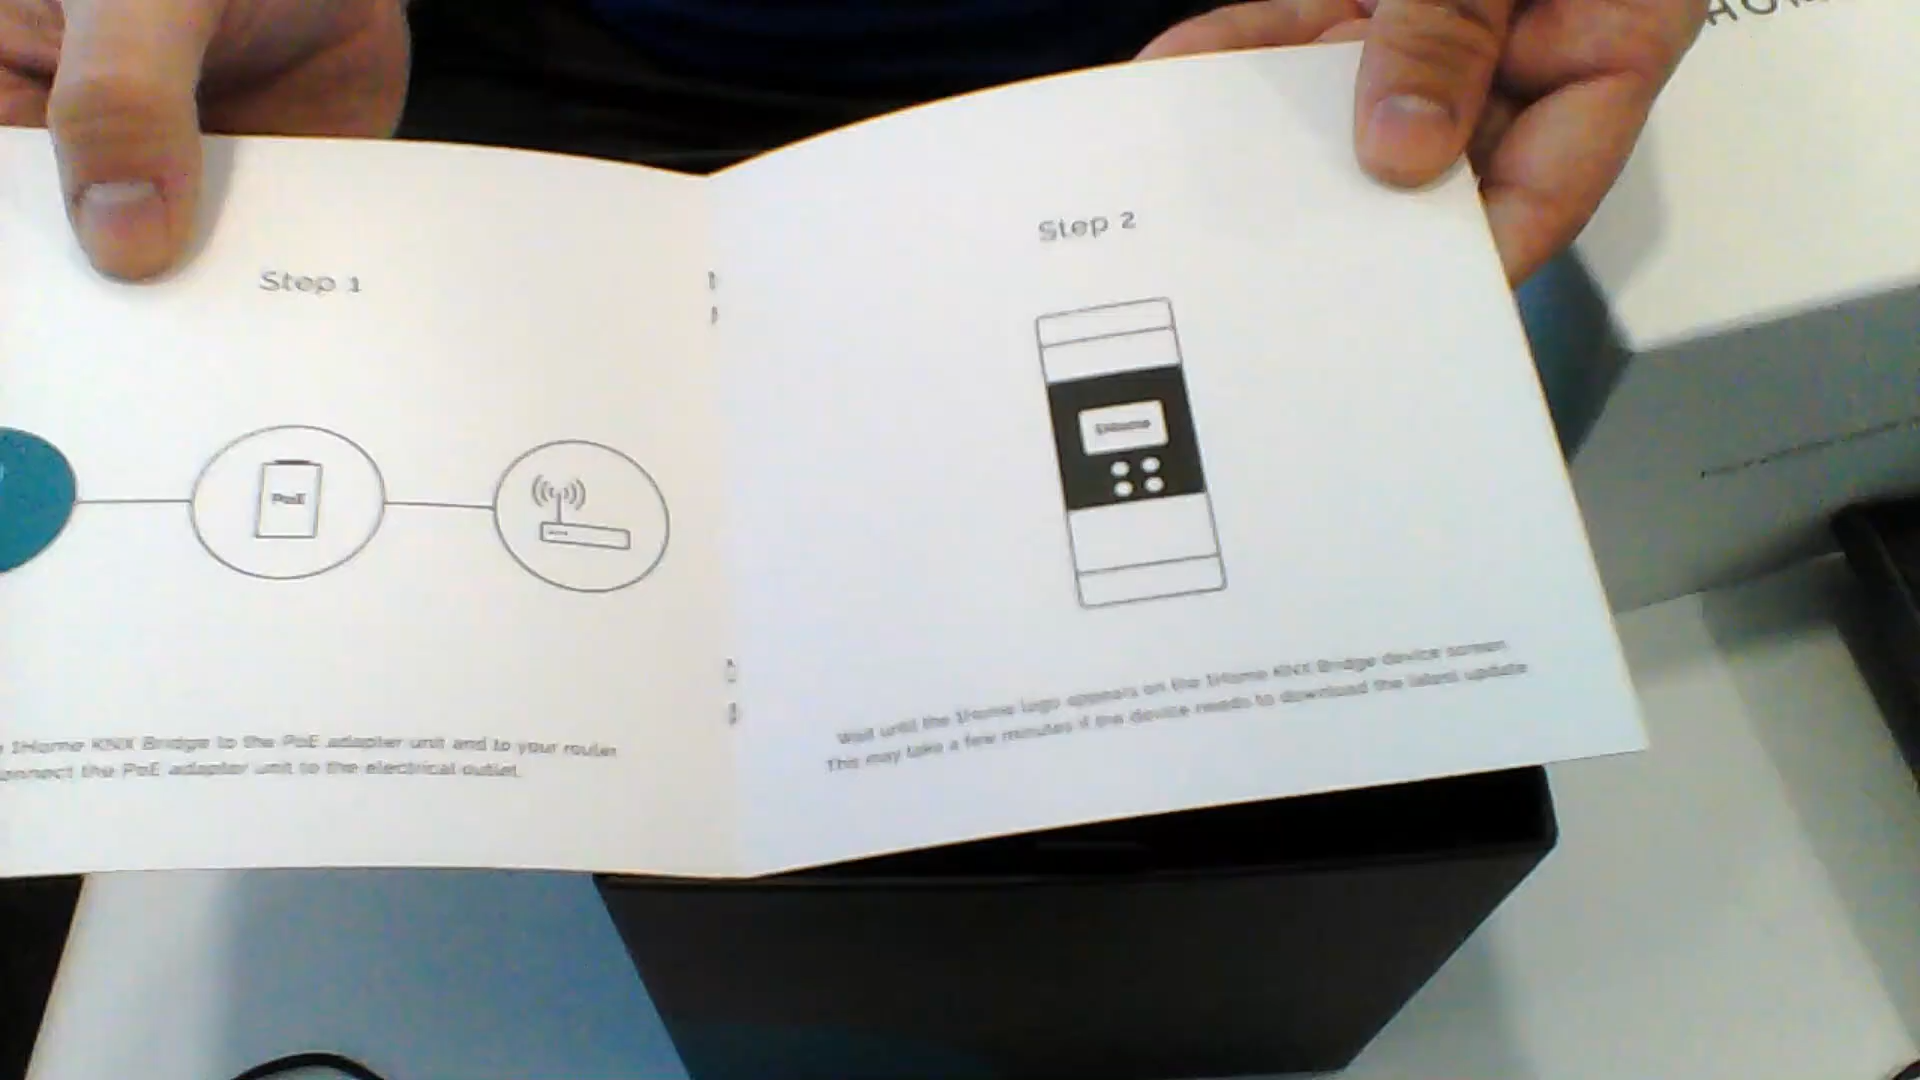 Step 1
PoE
1Home KNX Bridge to the PoE adapter unit and to your router
connect the PoE adapter unit to the electrical outlet.
Step 2
1Home
Wait until the 1Home logo appears on the 1Home KNX Bridge device screen
This may take a few minutes if the device needs to download the latest update